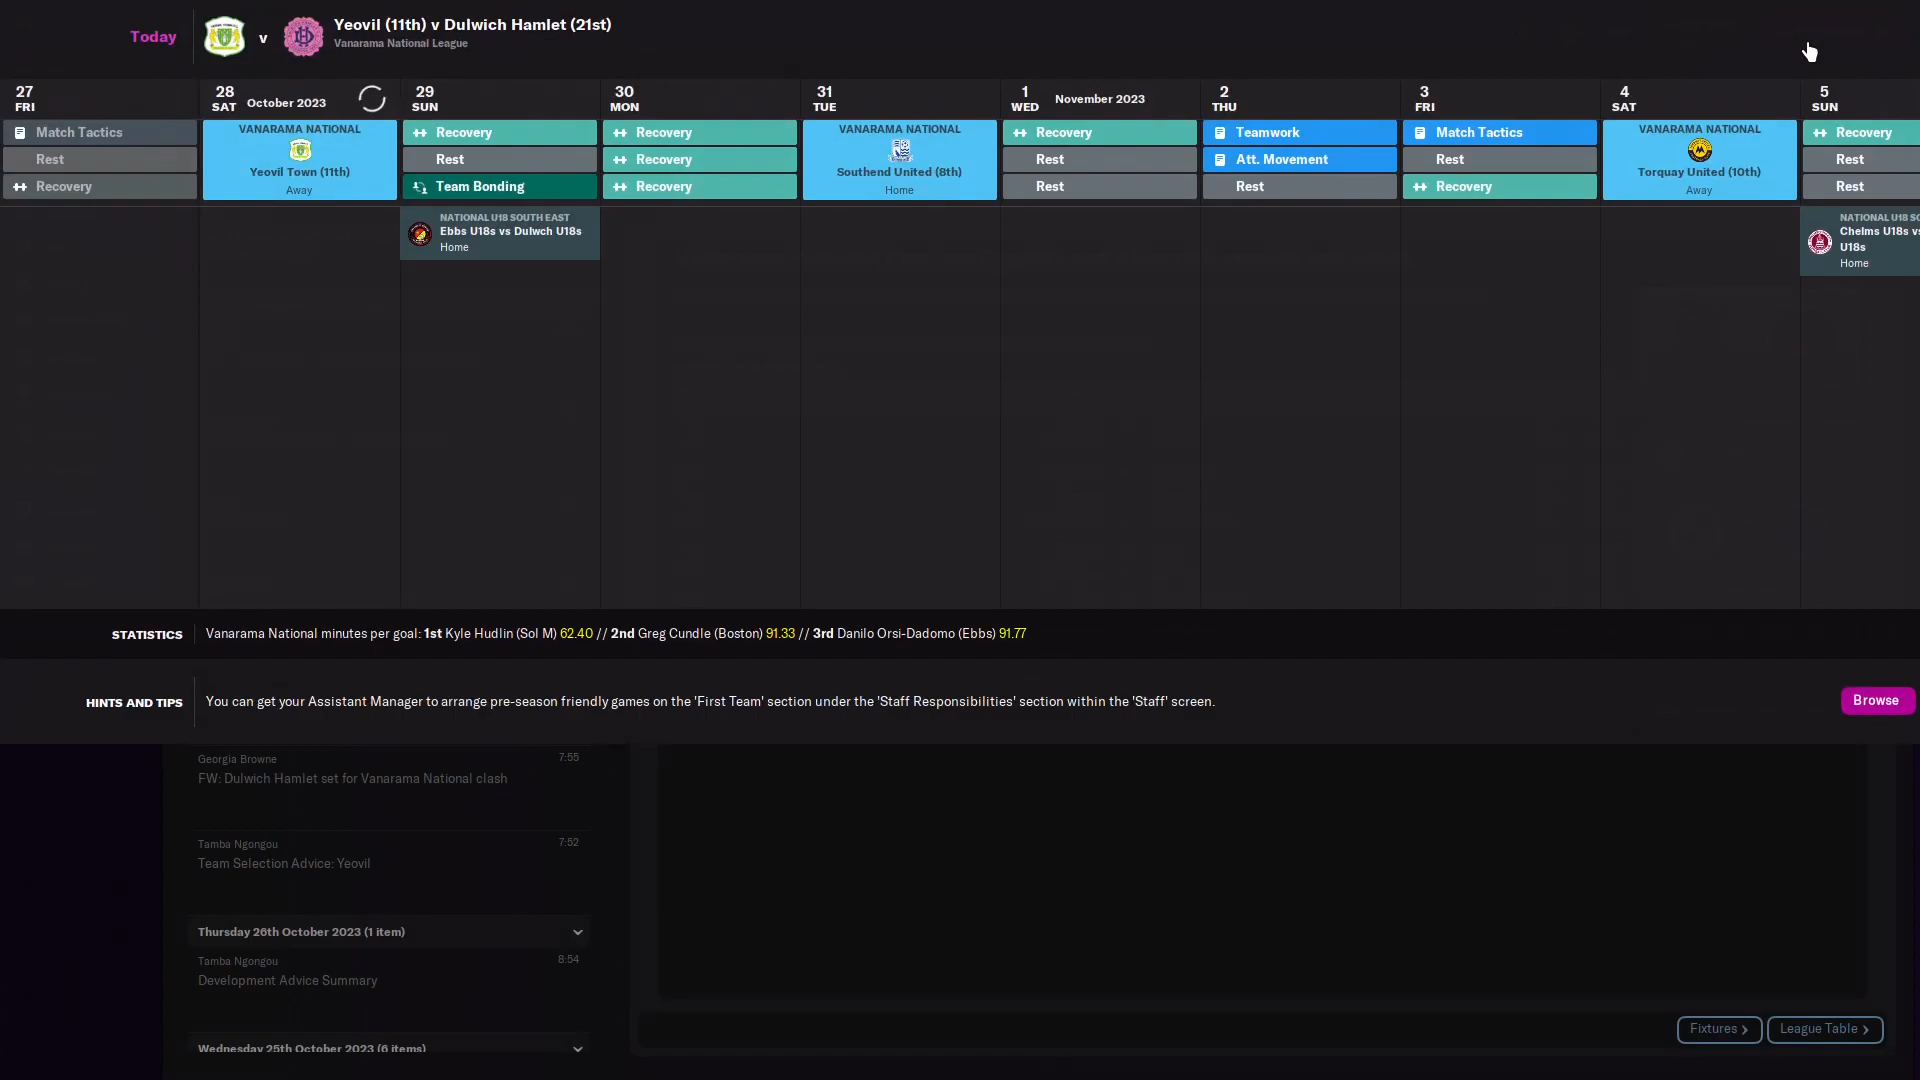 Today
v
Yeovil (11th) v Dulwich Hamlet (21st)
Vanarama National League
27
FRI
28
SAT October 2023
29
SUN
30
MON
31
TUE
1
WED November 2023
2
THU
3
FRI
4
SAT
5
SUN
Match Tactics
Rest
Recovery
VANARAMA NATIONAL
Yeovil Town (11th)
Away
Recovery
Rest
Team Bonding
Recovery
Recovery
Recovery
VANARAMA NATIONAL
Southend United (8th)
Home
Recovery
Rest
Rest
Teamwork
Att. Movement
Rest
Match Tactics
Rest
Recovery
VANARAMA NATIONAL
Torquay United (10th)
Away
Recovery
Rest
Rest
NATIONAL U18 SOUTH EAST
Ebbs U18s vs Dulwch U18s
Home
NATIONAL U18 SO
Chelms U18s vs
U18s
Home
STATISTICS
Vanarama National minutes per goal: 1st Kyle Hudlin (Sol M) 62.40 // 2nd Greg Cundle (Boston) 91.33 // 3rd Danilo Orsi-Dadomo (Ebbs) 91.77
HINTS AND TIPS
You can get your Assistant Manager to arrange pre-season friendly games on the 'First Team' section under the 'Staff Responsibilities' section within the 'Staff' screen.
Browse
Georgia Browne 7:55
FW: Dulwich Hamlet set for Vanarama National clash
Tamba Ngongou 7:52
Team Selection Advice: Yeovil
Thursday 26th October 2023 (1 item)
Tamba Ngongou 8:54
Development Advice Summary
Wednesday 25th October 2023 (6 items)
Fixtures
League Table